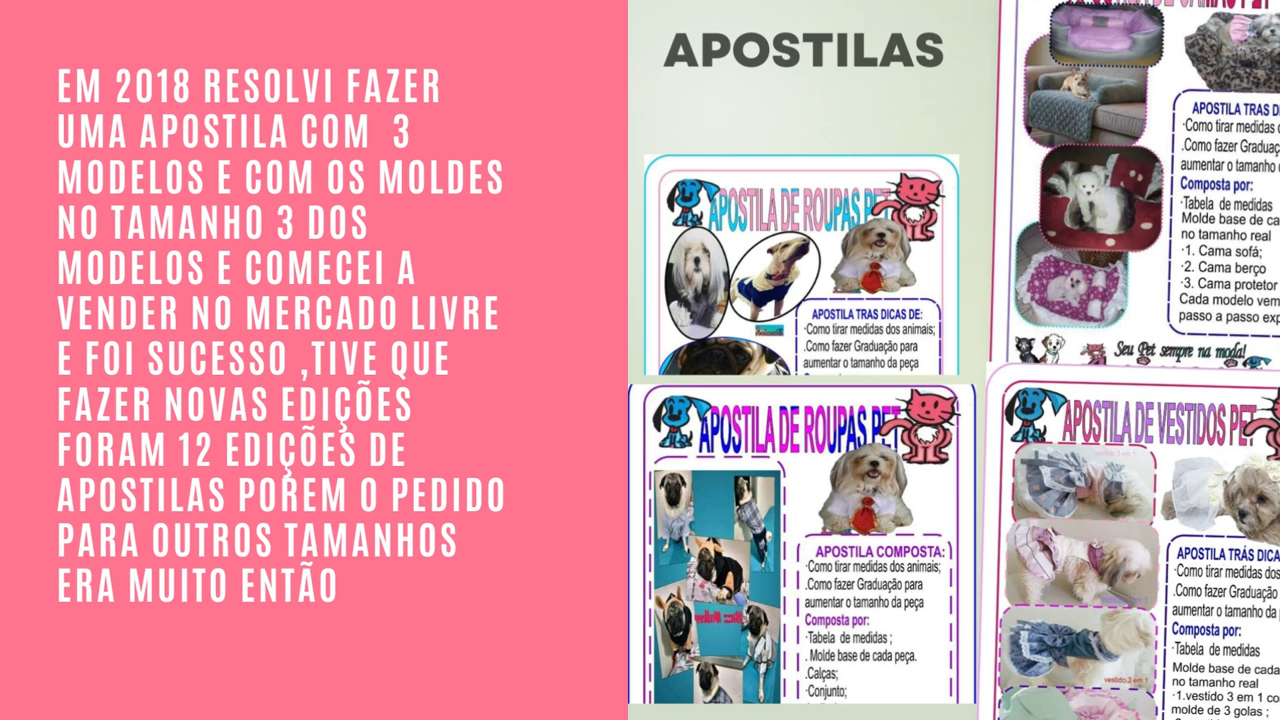 EM 2018 RESOLVI FAZER
UMA APOSTILA COM 3
MODELOS E COM OS MOLDES
NO TAMANHO 3 DOS
MODELOS E COMECEI A
VENDER NO MERCADO LIVRE
E FOI SUCESSO ,TIVE QUE
FAZER NOVAS EDIÇÕES
FORAM 12 EDIÇÕES DE
APOSTILAS POREM O PEDIDO
PARA OUTROS TAMANHOS
ERA MUITO ENTÃO
APOSTILAS
APOSTILA DE ROUPAS PET
APOSTILA TRAS DICAS DE:
·Como tirar medidas dos animais;
.Como fazer Graduação para
aumentar o tamanho da peça
APOSTILA TRAS
·Como tirar medidas
.Como fazer Graduaç
aumentar o tamanho
Composta por:
·Tabela de medidas
Molde base de ca
no tamanho real
·1. Cama sofá;
·2. Cama berço
·3. Cama protetor
Cada modelo vem
passo a passo exp
Seu Pet sempre na moda!
APOSTILA DE ROUPAS PET
APOSTILA COMPOSTA:
·Como tirar medidas dos animais;
.Como fazer Graduação para
aumentar o tamanho da peça
Composta por:
·Tabela de medidas ;
. Molde base de cada peça.
.Calças;
·Conjunto;
APOSTILA DE VESTIDOS PET
vestido 3 em 1
vestido.3 em 1
APOSTILA TRÁS DICA
·Como tirar medidas dos
.Como fazer Graduação
aumentar o tamanho da
Composta por:
·Tabela de medidas
Molde base de cada
no tamanho real
·1.vestido 3 em 1 co
molde de 3 golas ;